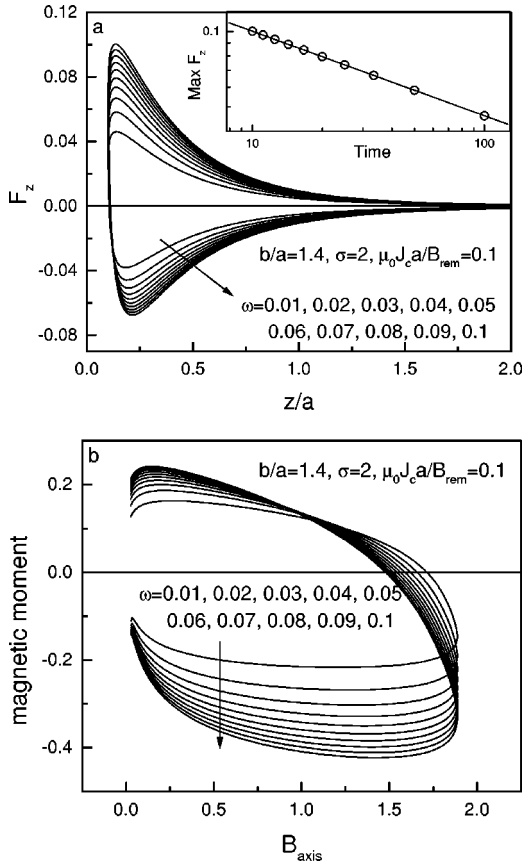 a
0.12
0.08
0.04
0.00
-0.04
-0.08
F_z
0.0
0.5
1.0
1.5
2.0
z/a
0.1
Max F_z
10
100
Time
b/a=1.4, σ=2, μ₀J_c a/B_rem=0.1
ω=0.01, 0.02, 0.03, 0.04, 0.05
0.06, 0.07, 0.08, 0.09, 0.1
b
0.2
0.0
-0.2
-0.4
magnetic moment
0.0
0.5
1.0
1.5
2.0
B_axis
b/a=1.4, σ=2, μ₀J_c a/B_rem=0.1
ω=0.01, 0.02, 0.03, 0.04, 0.05
0.06, 0.07, 0.08, 0.09, 0.1